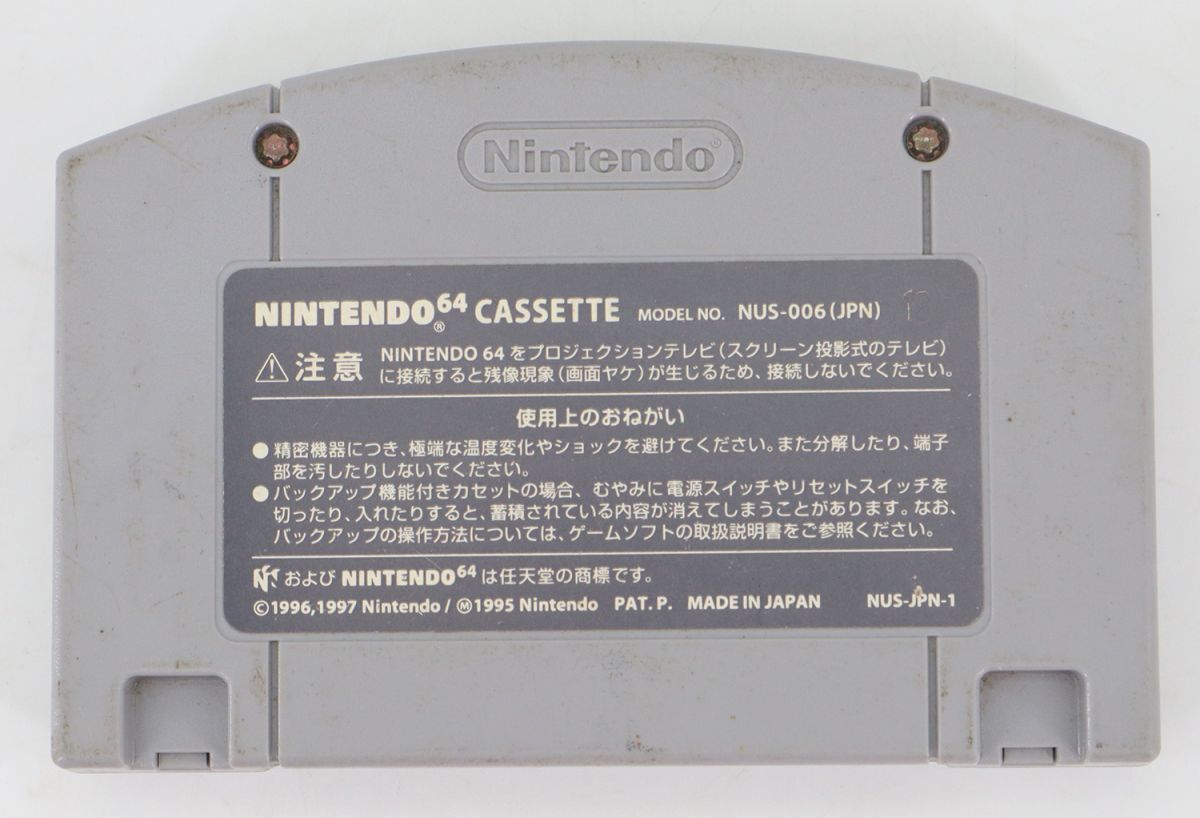 Nintendo®
NINTENDO64® CASSETTE MODEL NO. NUS-006(JPN)
⚠注意 NINTENDO 64 をプロジェクションテレビ(スクリーン投影式のテレビ)
に接続すると残像現象(画面ヤケ)が生じるため、接続しないでください。
使用上のおねがい
●精密機器につき、極端な温度変化やショックを避けてください。また分解したり、端子
部を汚したりしないでください。
●バックアップ機能付きカセットの場合、むやみに電源スイッチやリセットスイッチを
切ったり、入れたりすると、蓄積されている内容が消えてしまうことがあります。なお、
バックアップの操作方法については、ゲームソフトの取扱説明書をご参照ください。
および NINTENDO64 は任天堂の商標です。
©1996,1997 Nintendo/Ⓜ1995 Nintendo PAT. P. MADE IN JAPAN NUS-JPN-1